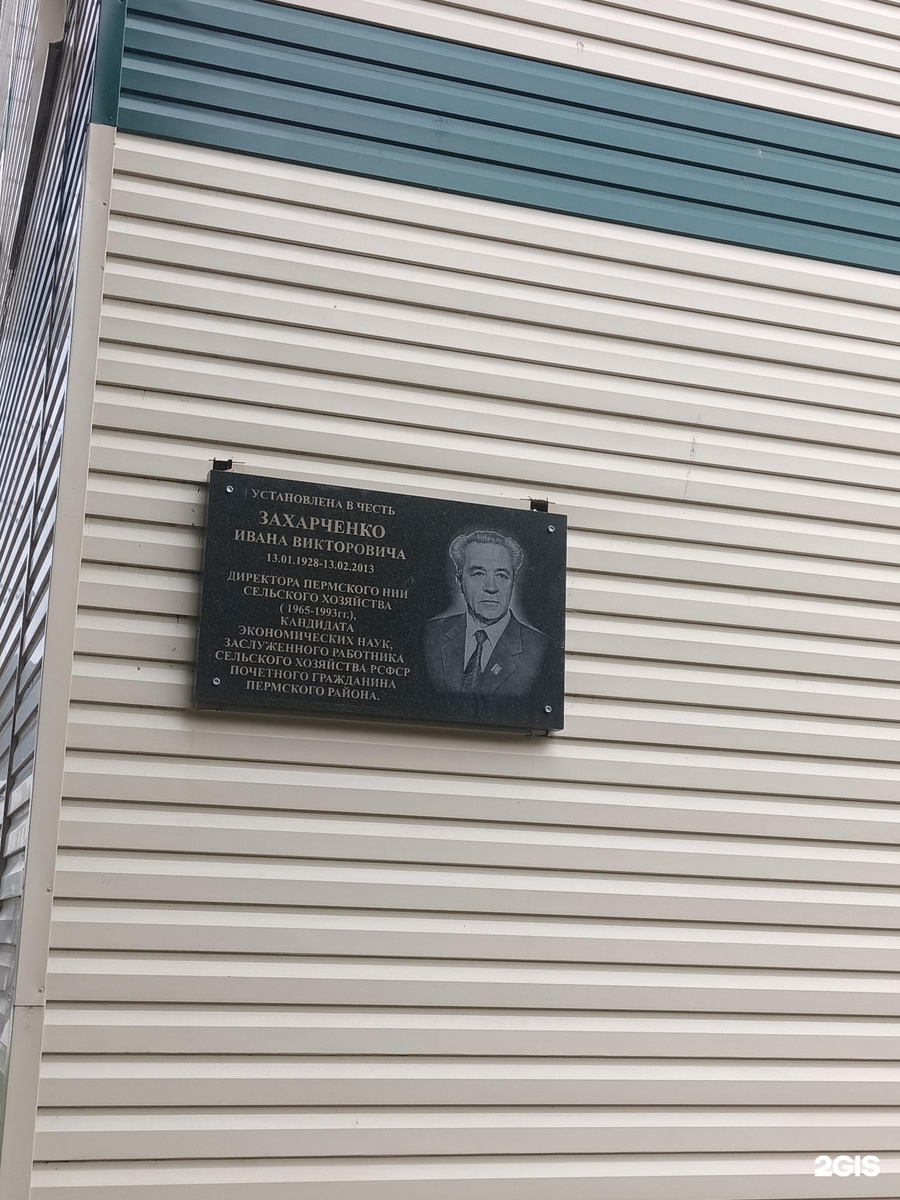 УСТАНОВЛЕНА В ЧЕСТЬ
ЗАХАРЧЕНКО
ИВАНА ВИКТОРОВИЧА
13.01.1928-13.02.2013
ДИРЕКТОРА ПЕРМСКОГО НИИ
СЕЛЬСКОГО ХОЗЯЙСТВА
( 1965-1993гг.),
КАНДИДАТА
ЭКОНОМИЧЕСКИХ НАУК,
ЗАСЛУЖЕННОГО РАБОТНИКА
СЕЛЬСКОГО ХОЗЯЙСТВА РСФСР
ПОЧЕТНОГО ГРАЖДАНИНА
ПЕРМСКОГО РАЙОНА.
2GIS